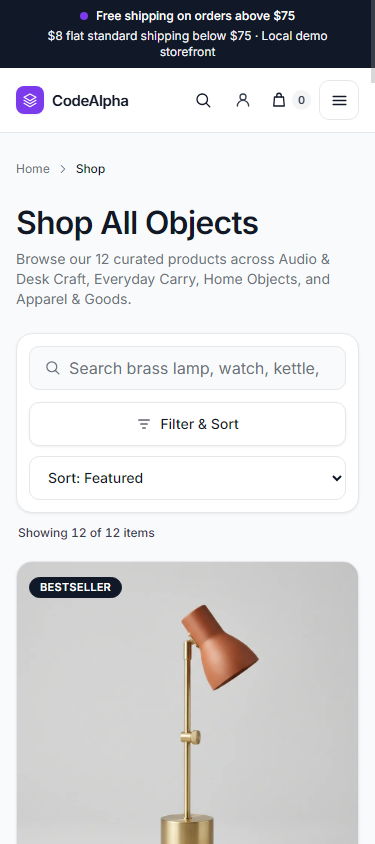 Free shipping on orders above $75
$8 flat standard shipping below $75 · Local demo
storefront
CodeAlpha
0
Home
Shop
Shop All Objects
Browse our 12 curated products across Audio &
Desk Craft, Everyday Carry, Home Objects, and
Apparel & Goods.
Search brass lamp, watch, kettle,
Filter & Sort
Sort: Featured
Showing 12 of 12 items
BESTSELLER